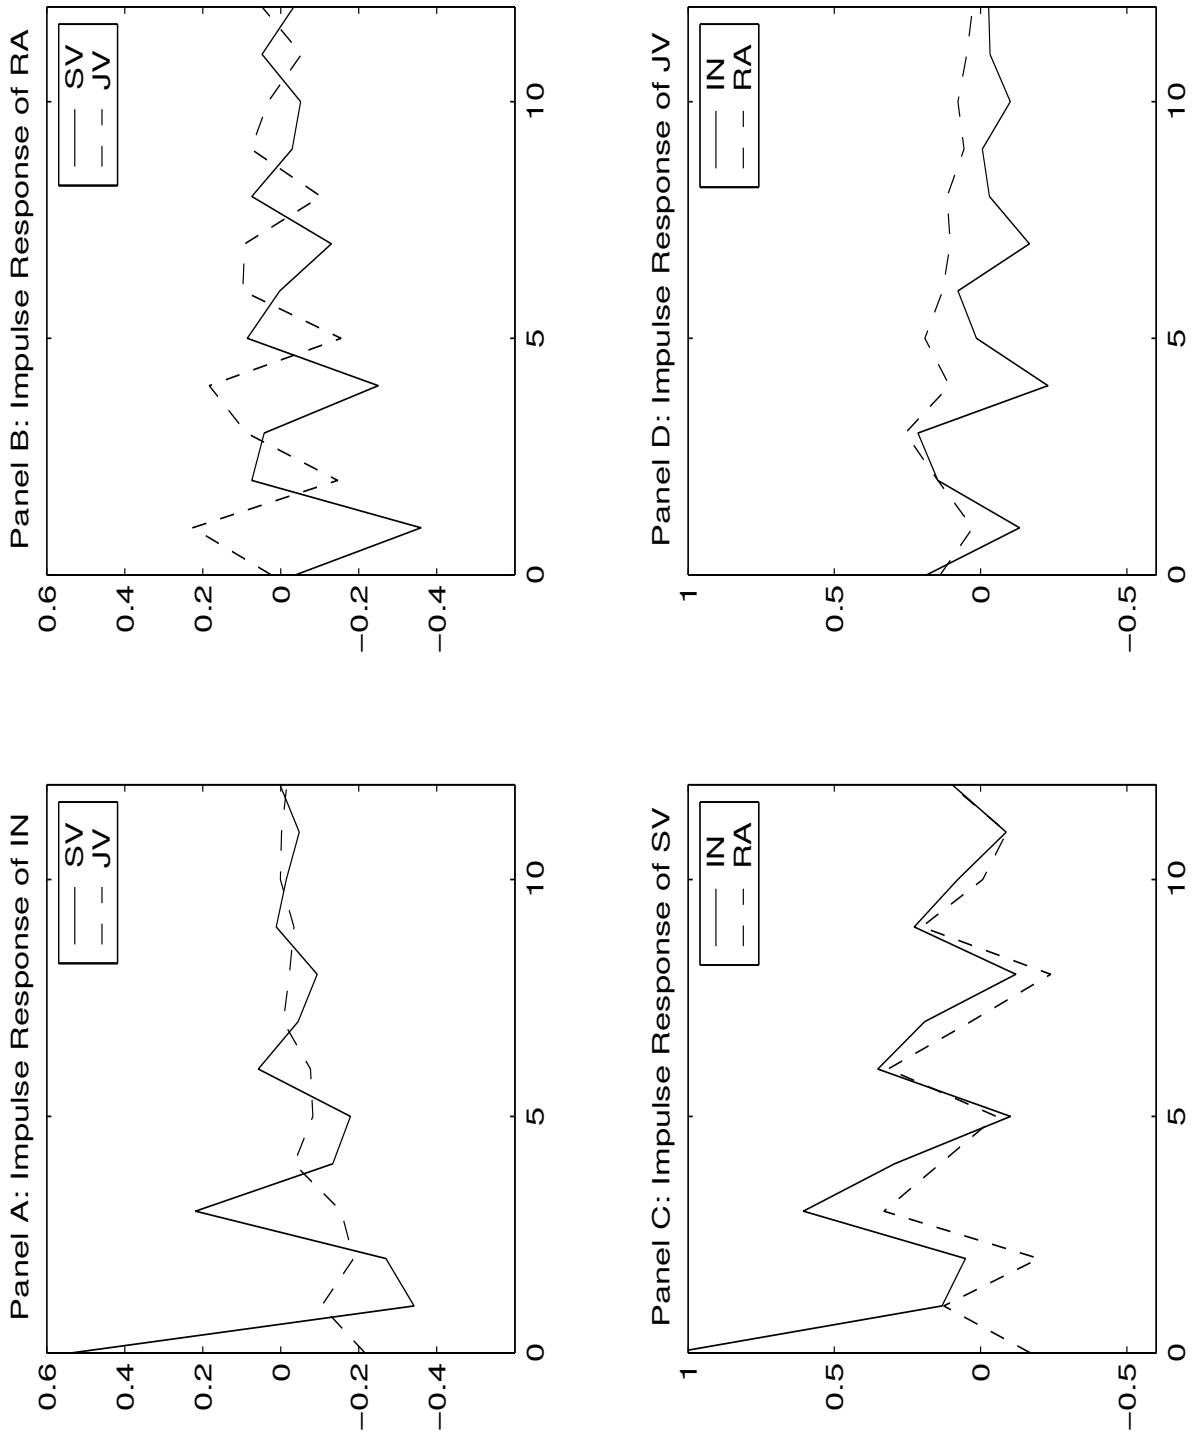 Panel A: Impulse Response of IN
SV
JV
0.6
0.4
0.2
0
−0.2
−0.4
0
5
10
Panel B: Impulse Response of RA
SV
JV
0.6
0.4
0.2
0
−0.2
−0.4
0
5
10
Panel C: Impulse Response of SV
IN
RA
1
0.5
0
−0.5
0
5
10
Panel D: Impulse Response of JV
IN
RA
1
0.5
0
−0.5
0
5
10